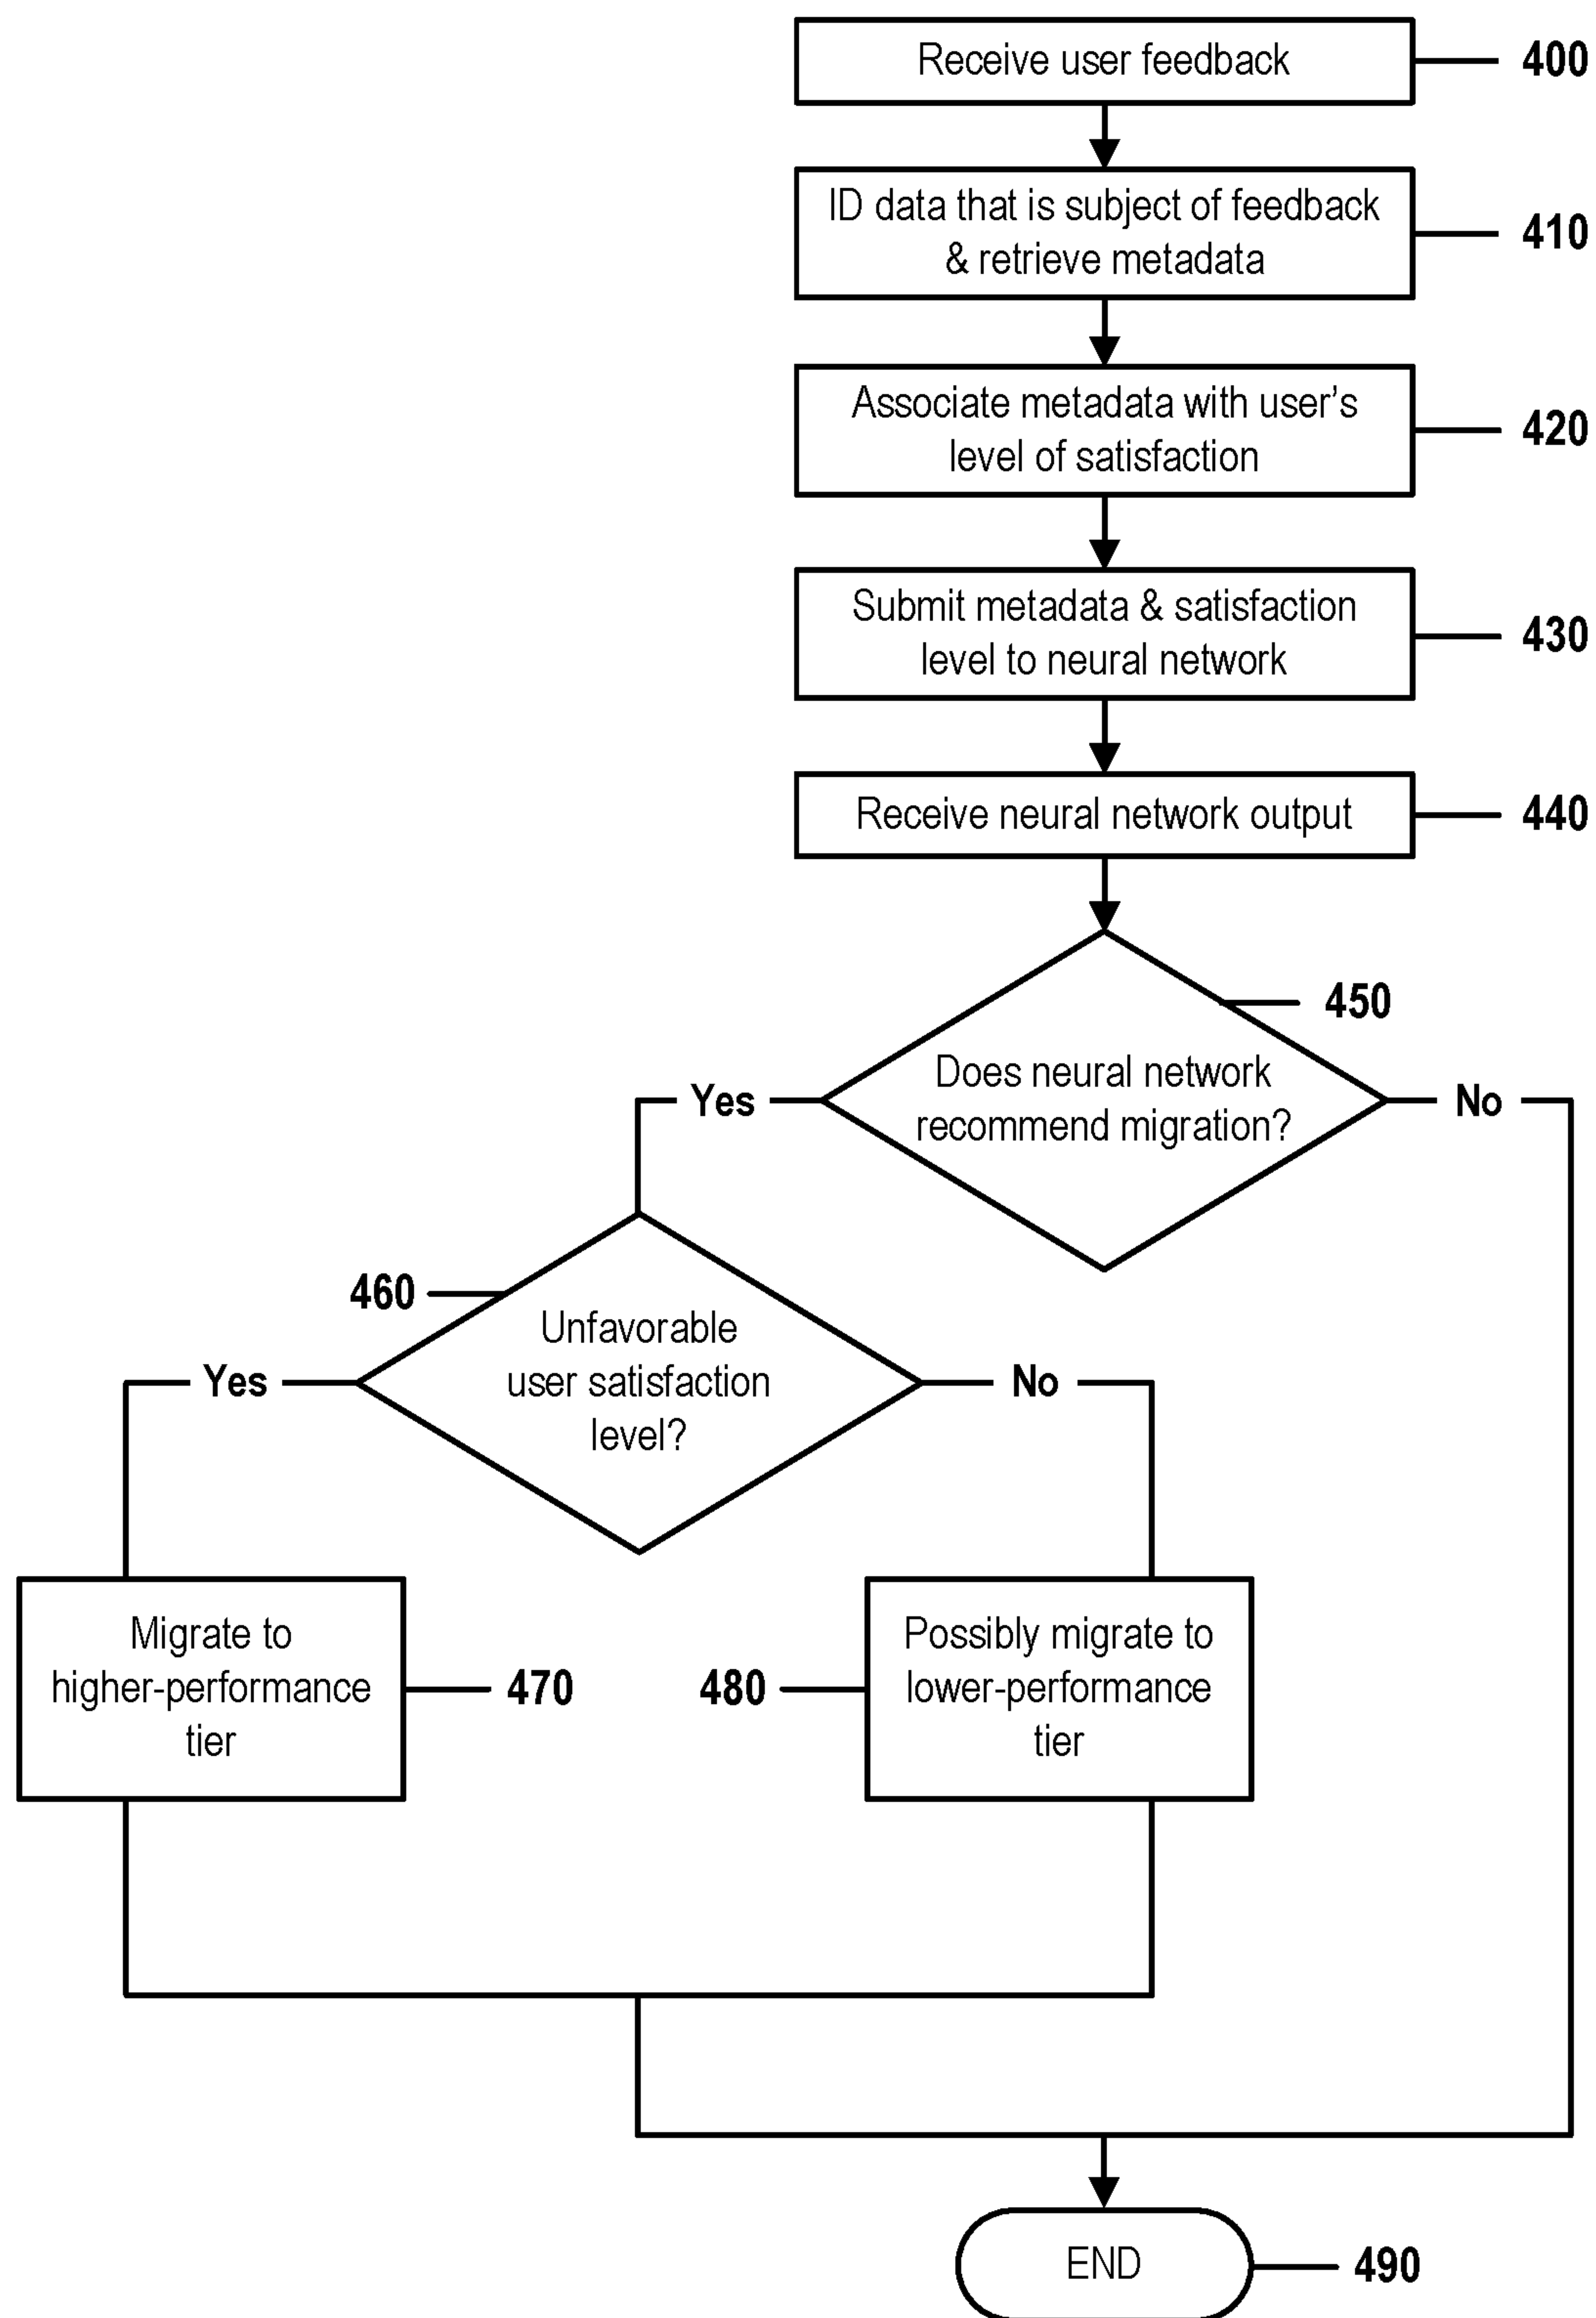 Receive user feedback
400
ID data that is subject of feedback
& retrieve metadata
410
Associate metadata with user’s
level of satisfaction
420
Submit metadata & satisfaction
level to neural network
430
Receive neural network output
440
450
Does neural network
recommend migration?
Yes
No
460
Unfavorable
user satisfaction
level?
Yes
No
Migrate to
higher-performance
tier
470
480
Possibly migrate to
lower-performance
tier
END
490